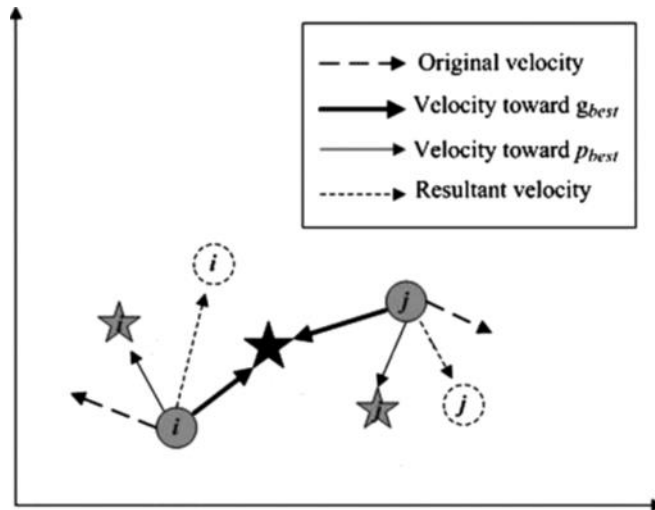 Original velocity
Velocity toward gbest
Velocity toward pbest
Resultant velocity
i
j
i
j
j
i